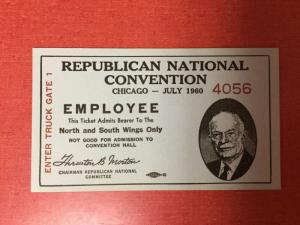 REPUBLICAN NATIONAL
CONVENTION
CHICAGO — JULY 1960
4056
EMPLOYEE
This Ticket Admits Bearer To The
North and South Wings Only
NOT GOOD FOR ADMISSION TO
CONVENTION HALL
Thruston B. Morton
CHAIRMAN REPUBLICAN NATIONAL
COMMITTEE
ENTER TRUCK GATE 1